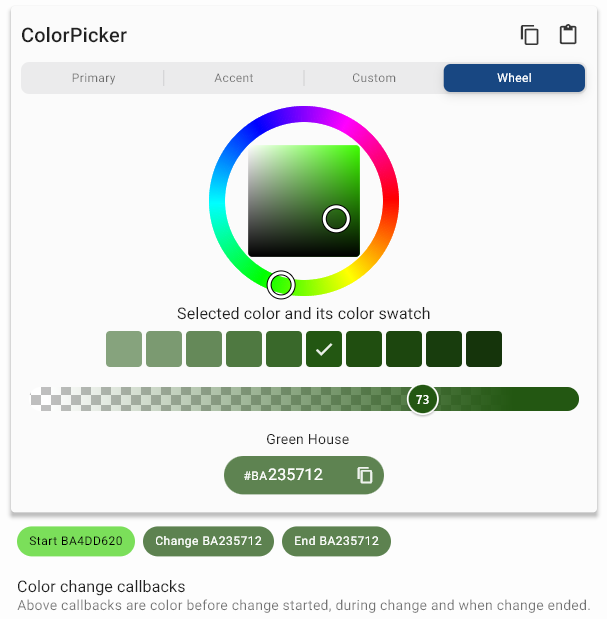 ColorPicker
Primary Accent Custom Wheel
Selected color and its color swatch
73
Green House
#BA235712
Start BA4DD620 Change BA235712 End BA235712
Color change callbacks
Above callbacks are color before change started, during change and when change ended.